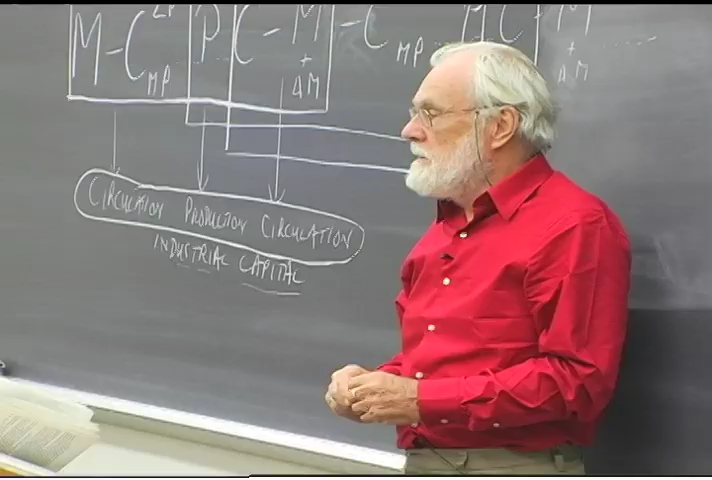 M-C LP MP P C - M + ΔM - C MP M C + M + ΔM
CIRCULATION PRODUCTION CIRCULATION
INDUSTRIAL CAPITAL